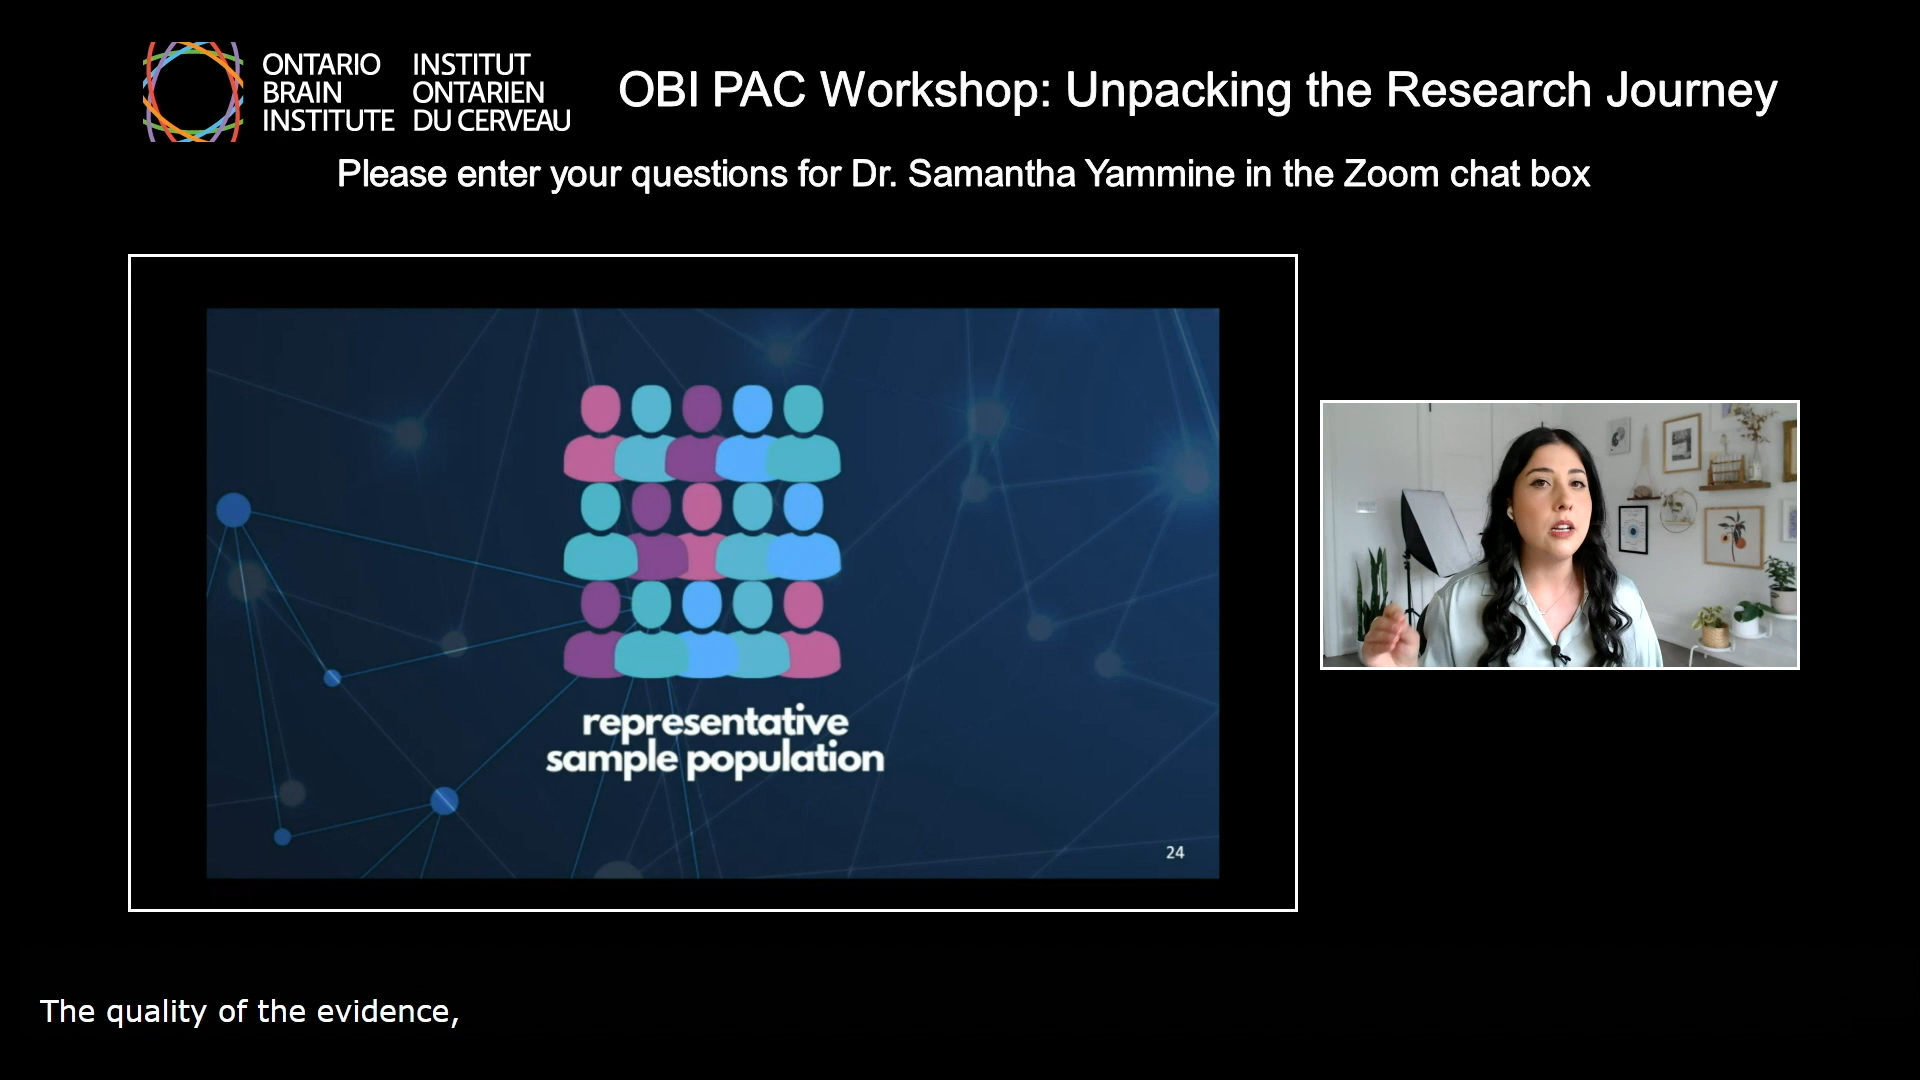 ONTARIO
BRAIN
INSTITUTE
INSTITUT
ONTARIEN
DU CERVEAU
OBI PAC Workshop: Unpacking the Research Journey
Please enter your questions for Dr. Samantha Yammine in the Zoom chat box
representative
sample population
24
The quality of the evidence,